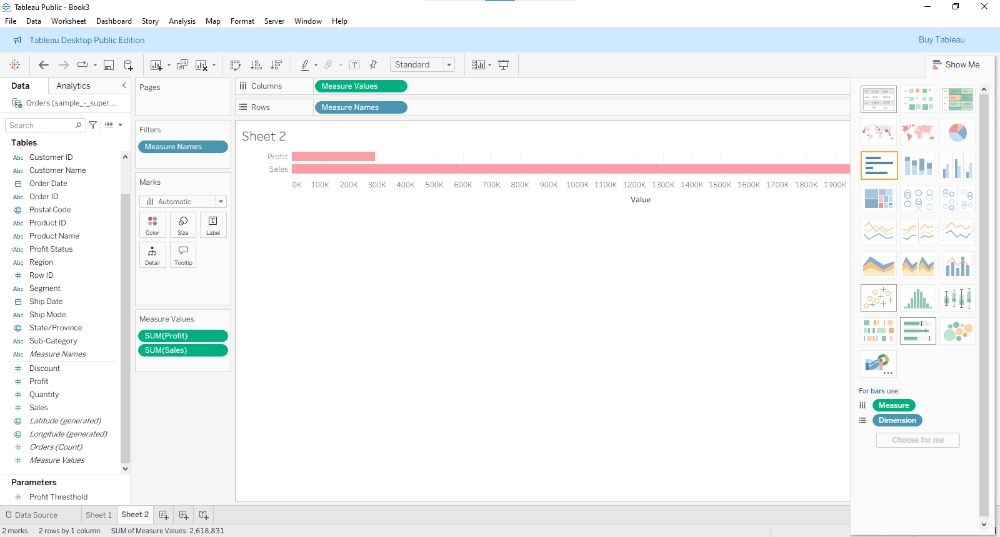 Tableau Public - Book3
File Data Worksheet Dashboard Story Analysis Map Format Server Window Help
Tableau Desktop Public Edition
Buy Tableau
Standard
Show Me
Data
Analytics
Orders (sample_-_super...
Search
Tables
Abc Customer ID
Abc Customer Name
Order Date
Abc Order ID
Postal Code
Abc Product ID
Abc Product Name
=Abc Profit Status
Abc Region
# Row ID
Abc Segment
Ship Date
Abc Ship Mode
State/Province
Abc Sub-Category
Abc Measure Names
# Discount
# Profit
# Quantity
# Sales
Latitude (generated)
Longitude (generated)
# Orders (Count)
# Measure Values
Parameters
# Profit Thresthold
Pages
Filters
Measure Names
Marks
Automatic
Color Size Label
Detail Tooltip
Measure Values
SUM(Profit)
SUM(Sales)
Columns Measure Values
Rows Measure Names
Sheet 2
Profit
Sales
0K 100K 200K 300K 400K 500K 600K 700K 800K 900K 1000K 1100K 1200K 1300K 1400K 1500K 1600K 1700K 1800K 1900K
Value
For bars use:
Measure
Dimension
Choose for me
Data Source Sheet 1 Sheet 2
2 marks 2 rows by 1 column SUM of Measure Values: 2,618,831